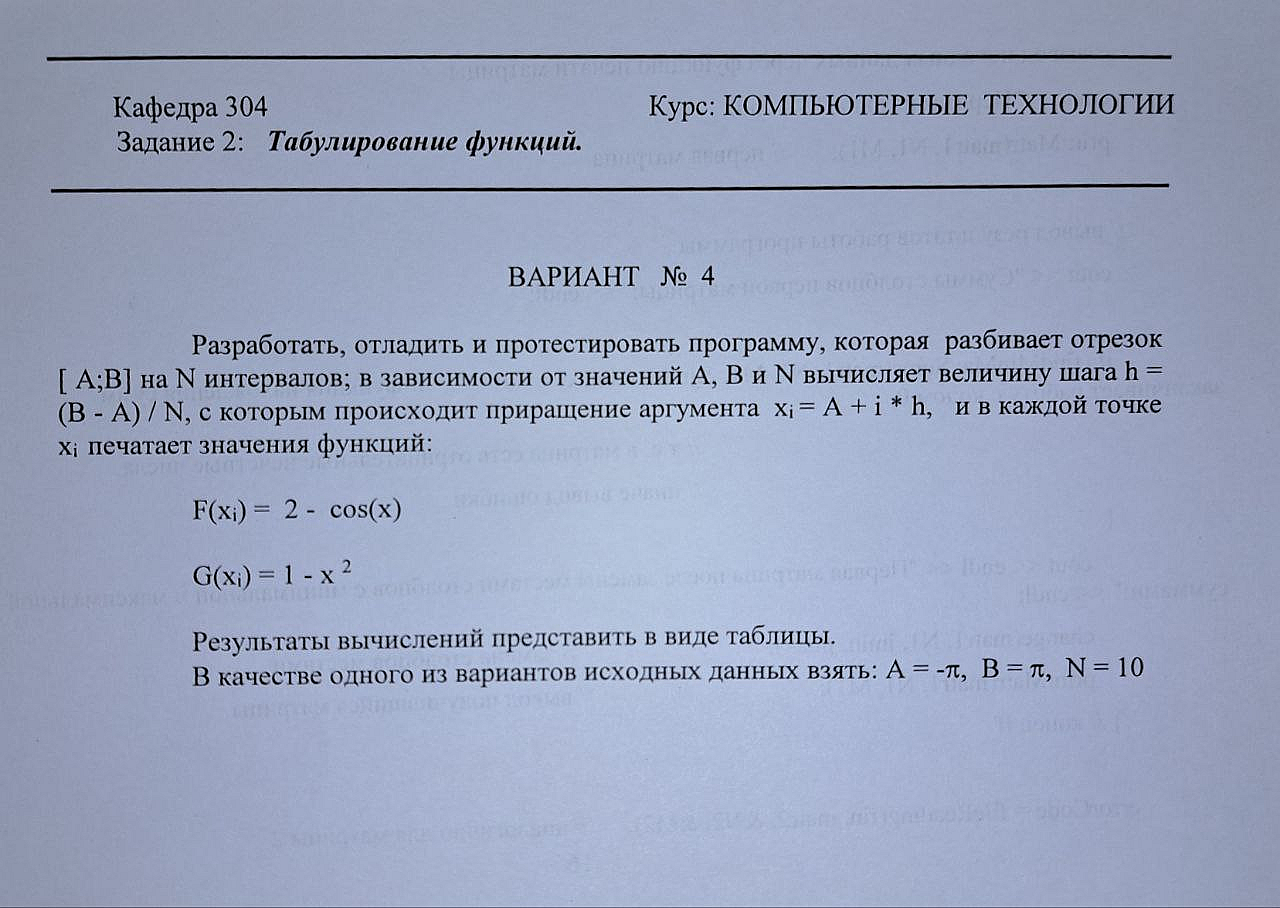 Кафедра 304 Курс: КОМПЬЮТЕРНЫЕ ТЕХНОЛОГИИ
Задание 2: Табулирование функций.
ВАРИАНТ № 4
Разработать, отладить и протестировать программу, которая разбивает отрезок
[ A;B] на N интервалов; в зависимости от значений A, B и N вычисляет величину шага h =
(B - A) / N, с которым происходит приращение аргумента xᵢ = A + i * h, и в каждой точке
xᵢ печатает значения функций:
F(xᵢ) = 2 - cos(x)
G(xᵢ) = 1 - x ²
Результаты вычислений представить в виде таблицы.
В качестве одного из вариантов исходных данных взять: A = -π, B = π, N = 10